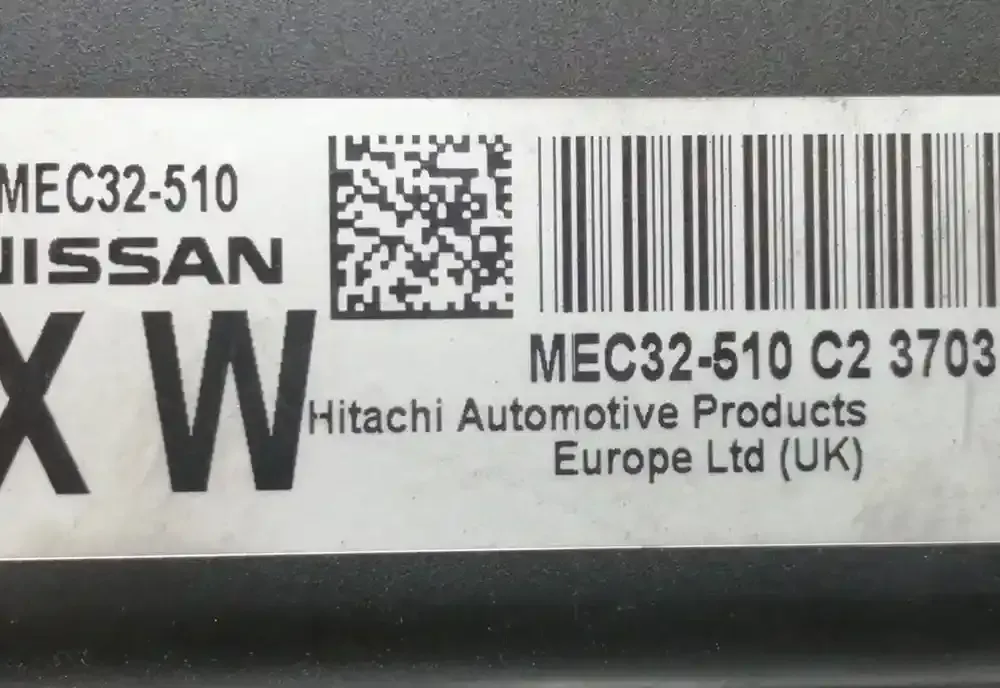 MEC32-510
NISSAN
X W
MEC32-510 C2 3703
Hitachi Automotive Products
Europe Ltd (UK)